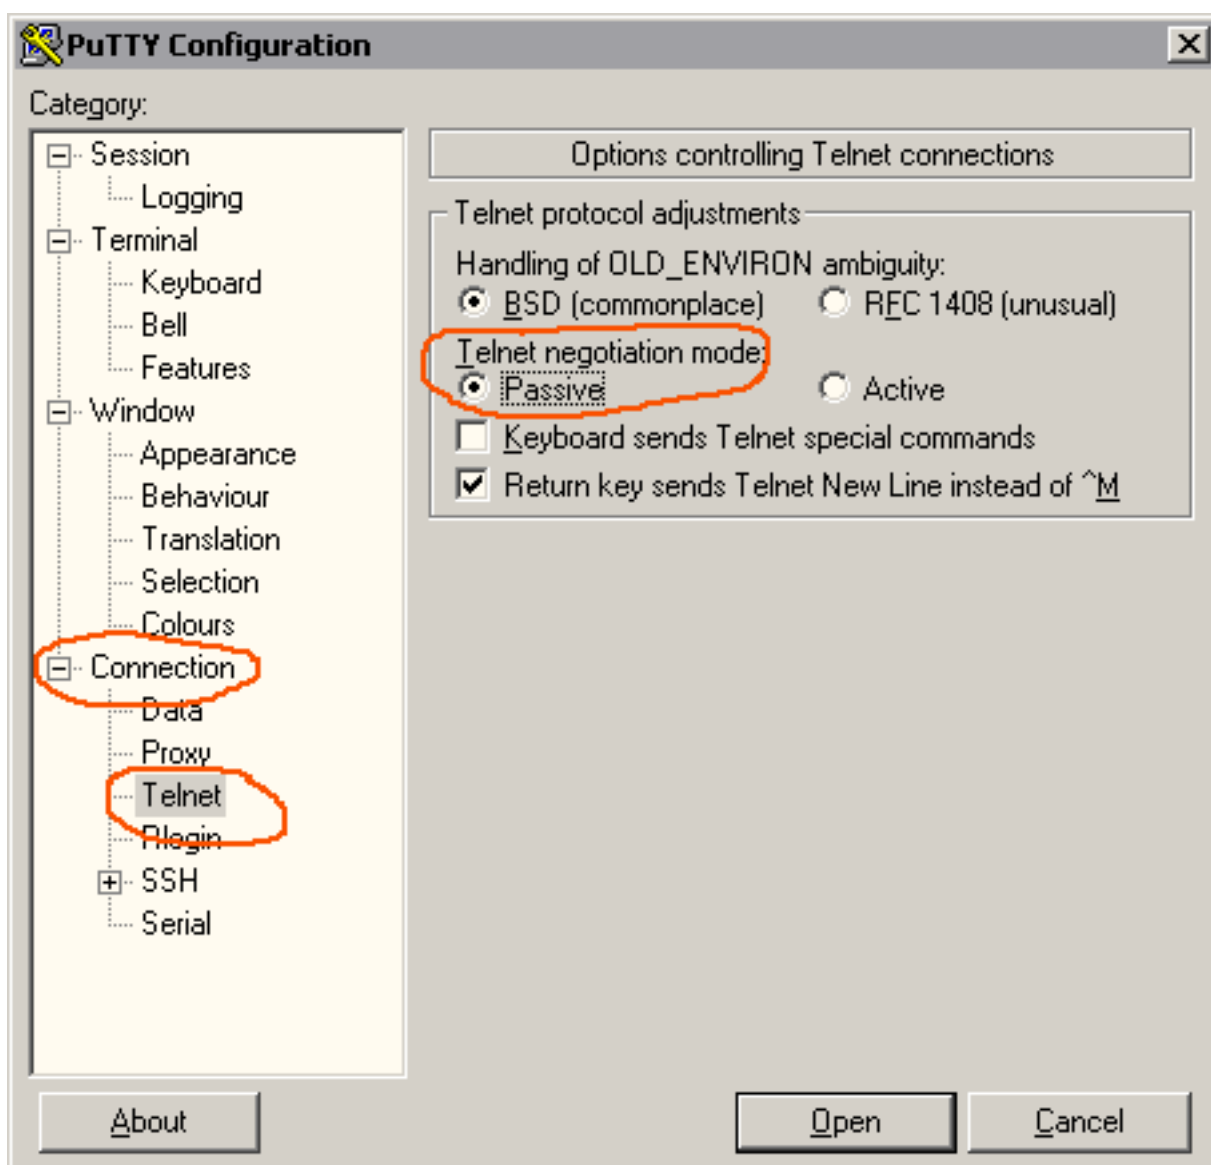 PuTTY Configuration
Category:
Session
Logging
Terminal
Keyboard
Bell
Features
Window
Appearance
Behaviour
Translation
Selection
Colours
Connection
Data
Proxy
Telnet
Rlogin
SSH
Serial
Options controlling Telnet connections
Telnet protocol adjustments
Handling of OLD_ENVIRON ambiguity:
BSD (commonplace) RFC 1408 (unusual)
Telnet negotiation mode:
Passive Active
Keyboard sends Telnet special commands
Return key sends Telnet New Line instead of ^M
About Open Cancel